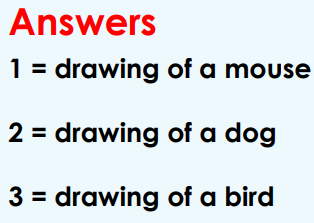 Answers
1 = drawing of a mouse
2 = drawing of a dog
3 = drawing of a bird